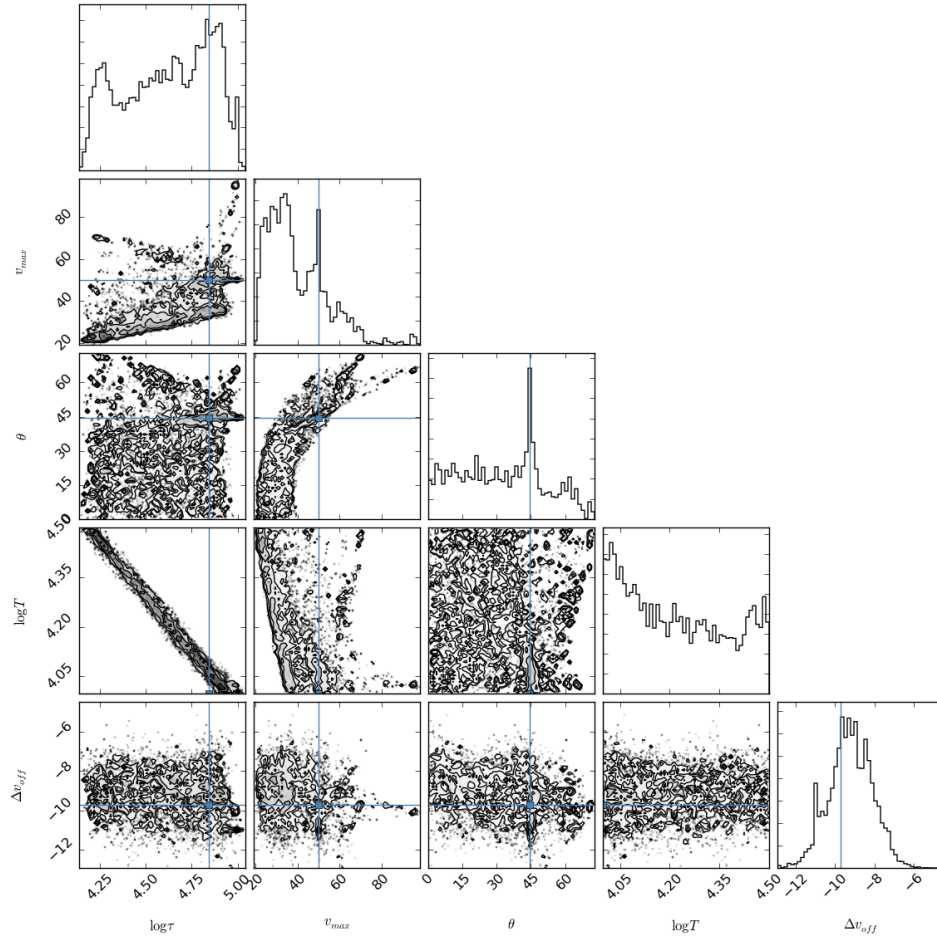 80
60
40
20
v_max
60
45
30
15
0
θ
4.50
4.35
4.20
4.05
log T
−6
−8
−10
−12
Δv_off
4.25 4.50 4.75 5.00
20 40 60 80
0 15 30 45 60
4.05 4.20 4.35 4.50
−12 −10 −8 −6
log τ v_max θ log T Δv_off